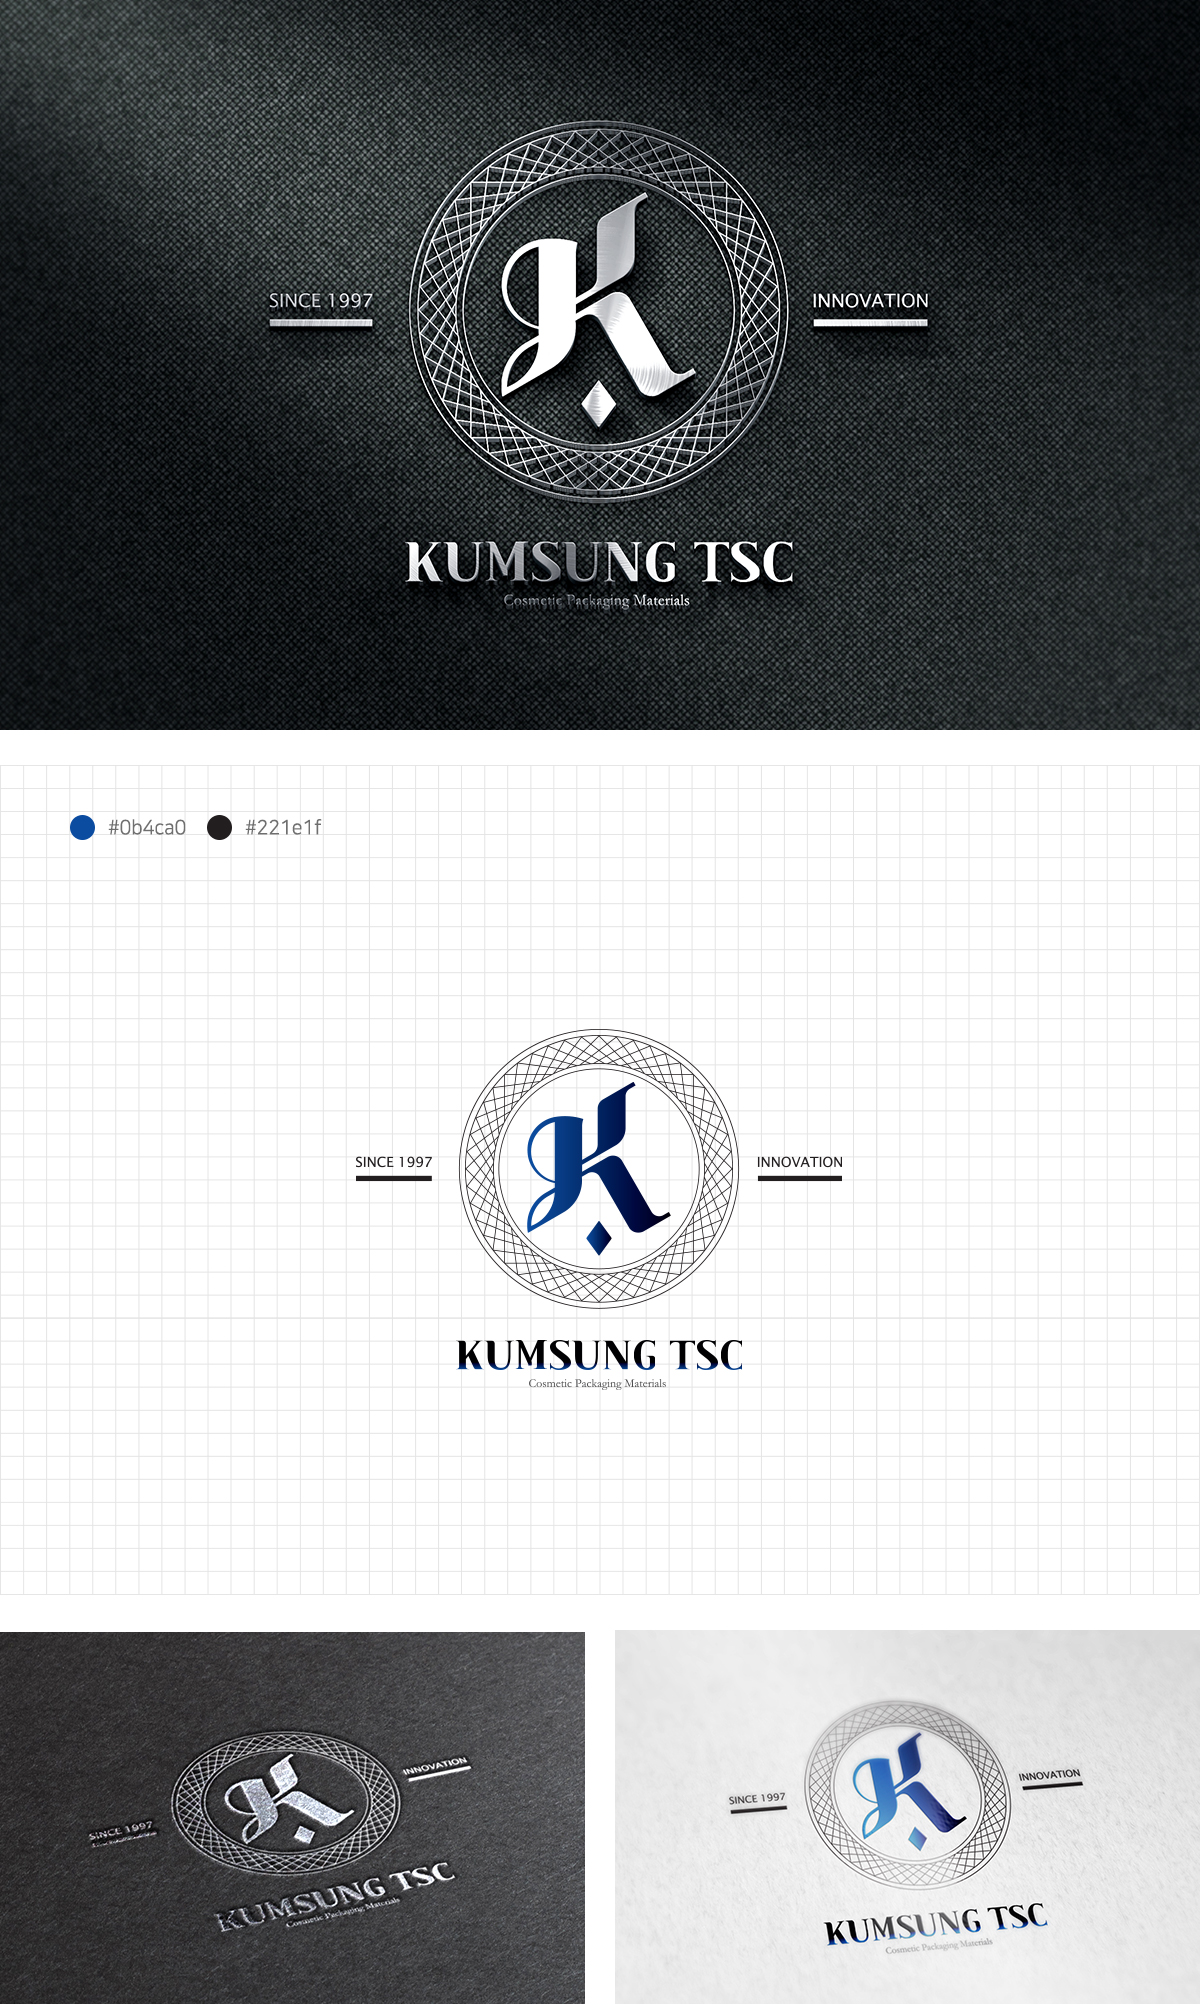 SINCE 1997
INNOVATION
KUMSUNG TSC
Cosmetic Packaging Materials
#0b4ca0 #221e1f
SINCE 1997
INNOVATION
KUMSUNG TSC
Cosmetic Packaging Materials
INNOVATION
SINCE 1997
KUMSUNG TSC
Cosmetic Packaging Materials
INNOVATION
SINCE 1997
KUMSUNG TSC
Cosmetic Packaging Materials